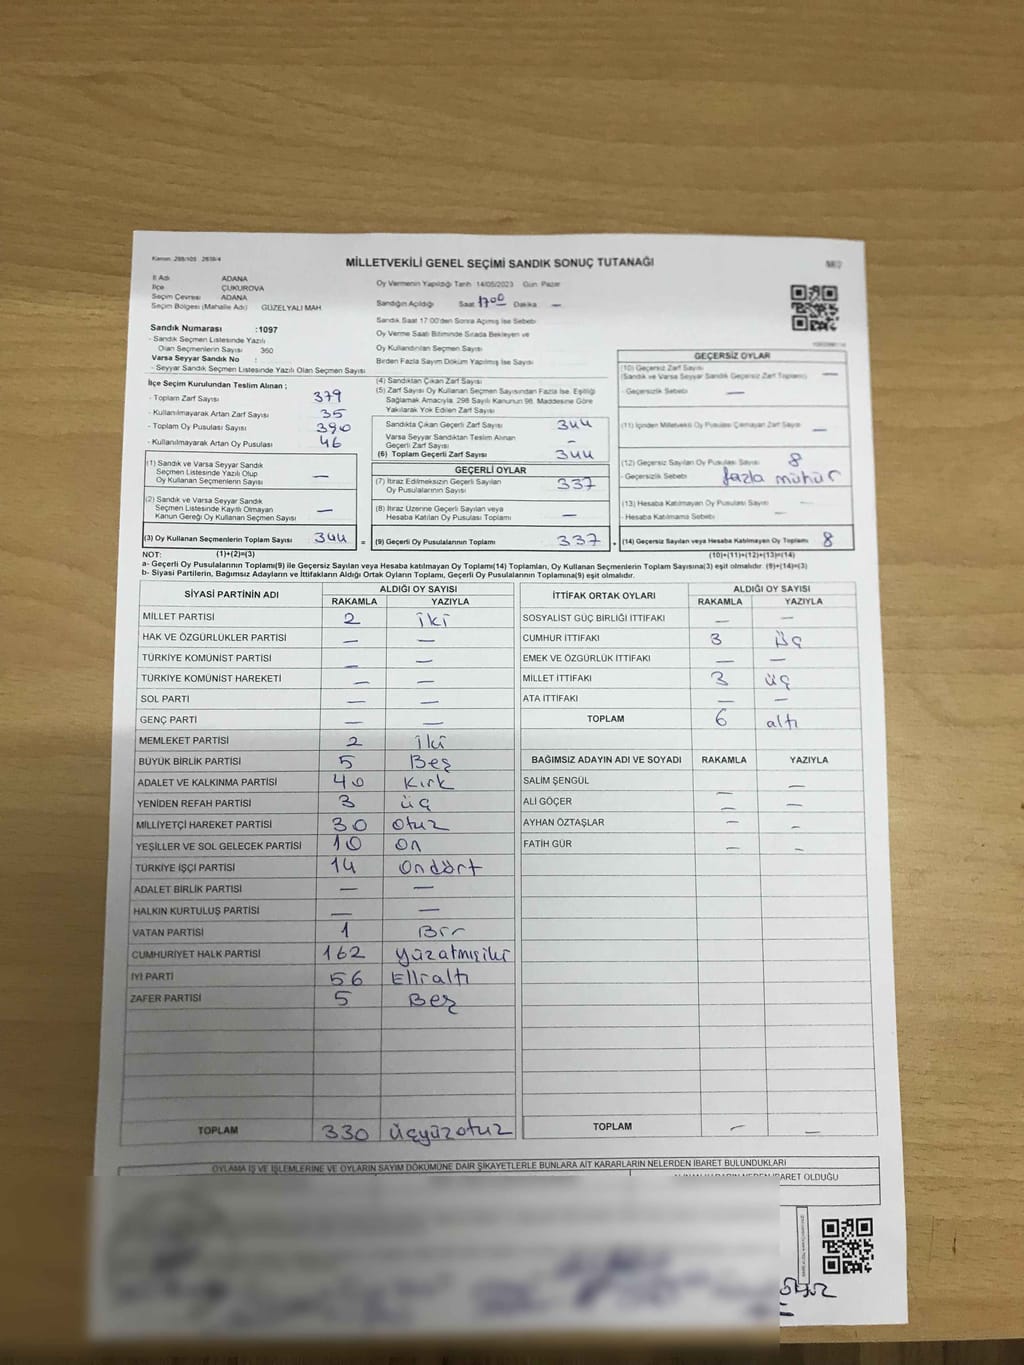 MİLLETVEKİLİ GENEL SEÇİMİ SANDIK SONUÇ TUTANAĞI
İl Adı ADANA
İlçe ÇUKUROVA
Seçim Çevresi ADANA
Seçim Bölgesi (Mahalle Adı) GÜZELYALI MAH
Oy Vermenin Yapıldığı Tarih 14/05/2023 Gün Pazar
Sandığın Açıldığı Saat 17:00 Dakika —
Sandık Saat 17:00'den Sonra Açmış İse Sebebi
Oy Verme Saati Bitiminde Sırada Bekleyen ve
Oy Kullandırılan Seçmen Sayısı
Birden Fazla Sayım Döküm Yapılmış İse Sayısı
Sandık Numarası :1097
- Sandık Seçmen Listesinde Yazılı
Olan Seçmenlerin Sayısı 360
Varsa Seyyar Sandık No :
- Seyyar Sandık Seçmen Listesinde Yazılı Olan Seçmen Sayısı
İlçe Seçim Kurulundan Teslim Alınan ;
- Toplam Zarf Sayısı 379
- Kullanılmayarak Artan Zarf Sayısı 35
- Toplam Oy Pusulası Sayısı 390
- Kullanılmayarak Artan Oy Pusulası 46
(1) Sandık ve Varsa Seyyar Sandık
Seçmen Listesinde Yazılı Olup
Oy Kullanan Seçmenlerin Sayısı —
(2) Sandık ve Varsa Seyyar Sandık
Seçmen Listesinde Kayıtlı Olmayan
Kanun Gereği Oy Kullanan Seçmen Sayısı —
(3) Oy Kullanan Seçmenlerin Toplam Sayısı 344
(4) Sandıktan Çıkan Zarf Sayısı
(5) Zarf Sayısı Oy Kullanan Seçmen Sayısından Fazla İse, Eşitliği
Sağlamak Amacıyla, 298 Sayılı Kanunun 98. Maddesine Göre
Yakılarak Yok Edilen Zarf Sayısı
Sandıkta Çıkan Geçerli Zarf Sayısı 344
Varsa Seyyar Sandıktan Teslim Alınan
Geçerli Zarf Sayısı —
(6) Toplam Geçerli Zarf Sayısı 344
GEÇERLİ OYLAR
(7) İtiraz Edilmeksizin Geçerli Sayılan
Oy Pusulalarının Sayısı 337
(8) İtiraz Üzerine Geçerli Sayılan veya
Hesaba Katılan Oy Pusulası Toplamı —
= (9) Geçerli Oy Pusulalarının Toplamı 337
GEÇERSİZ OYLAR
(10) Geçersiz Zarf Sayısı
(Sandık ve Varsa Seyyar Sandık Geçersiz Zarf Toplamı) —
- Geçersizlik Sebebi —
(11) İçinden Milletvekili Oy Pusulası Çıkmayan Zarf Sayısı —
(12) Geçersiz Sayılan Oy Pusulası Sayısı 8
- Geçersizlik Sebebi fazla mühür
(13) Hesaba Katılmayan Oy Pusulası Sayısı —
- Hesaba Katılmama Sebebi —
(14) Geçersiz Sayılan veya Hesaba Katılmayan Oy Toplamı 8
NOT: (1)+(2)=(3) (10)+(11)+(12)+(13)=(14)
a- Geçerli Oy Pusulalarının Toplamı(9) ile Geçersiz Sayılan veya Hesaba katılmayan Oy Toplamı(14) Toplamları, Oy Kullanan Seçmenlerin Toplam Sayısına(3) eşit olmalıdır. (9)+(14)=(3)
b- Siyasi Partilerin, Bağımsız Adayların ve İttifakların Aldığı Ortak Oyların Toplamı, Geçerli Oy Pusulalarının Toplamına(9) eşit olmalıdır.
SİYASİ PARTİNİN ADI ALDIĞI OY SAYISI
RAKAMLA YAZIYLA
MİLLET PARTİSİ 2 iki
HAK VE ÖZGÜRLÜKLER PARTİSİ — —
TÜRKİYE KOMÜNİST PARTİSİ — —
TÜRKİYE KOMÜNİST HAREKETİ — —
SOL PARTİ — —
GENÇ PARTİ — —
MEMLEKET PARTİSİ 2 iki
BÜYÜK BİRLİK PARTİSİ 5 Beş
ADALET VE KALKINMA PARTİSİ 40 Kırk
YENİDEN REFAH PARTİSİ 3 üç
MİLLİYETÇİ HAREKET PARTİSİ 30 otuz
YEŞİLLER VE SOL GELECEK PARTİSİ 10 on
TÜRKİYE İŞÇİ PARTİSİ 14 Ondört
ADALET BİRLİK PARTİSİ — —
HALKIN KURTULUŞ PARTİSİ — —
VATAN PARTİSİ 1 Bir
CUMHURİYET HALK PARTİSİ 162 yüzatmışiki
İYİ PARTİ 56 Ellialtı
ZAFER PARTİSİ 5 Beş
TOPLAM 330 üçyüzotuz
İTTİFAK ORTAK OYLARI ALDIĞI OY SAYISI
RAKAMLA YAZIYLA
SOSYALİST GÜÇ BİRLİĞİ İTTİFAKI — —
CUMHUR İTTİFAKI 3 Üç
EMEK VE ÖZGÜRLÜK İTTİFAKI — —
MİLLET İTTİFAKI 3 üç
ATA İTTİFAKI — —
TOPLAM 6 altı
BAĞIMSIZ ADAYIN ADI VE SOYADI RAKAMLA YAZIYLA
SALİM ŞENGÜL — —
ALİ GÖÇER — —
AYHAN ÖZTAŞLAR — —
FATİH GÜR — —
TOPLAM — —
OYLAMA İŞ VE İŞLEMLERİNE VE OYLARIN SAYIM DÖKÜMÜNE DAİR ŞİKAYETLERLE BUNLARA AİT KARARLARIN NELERDEN İBARET BULUNDUKLARI
İBARET OLDUĞU